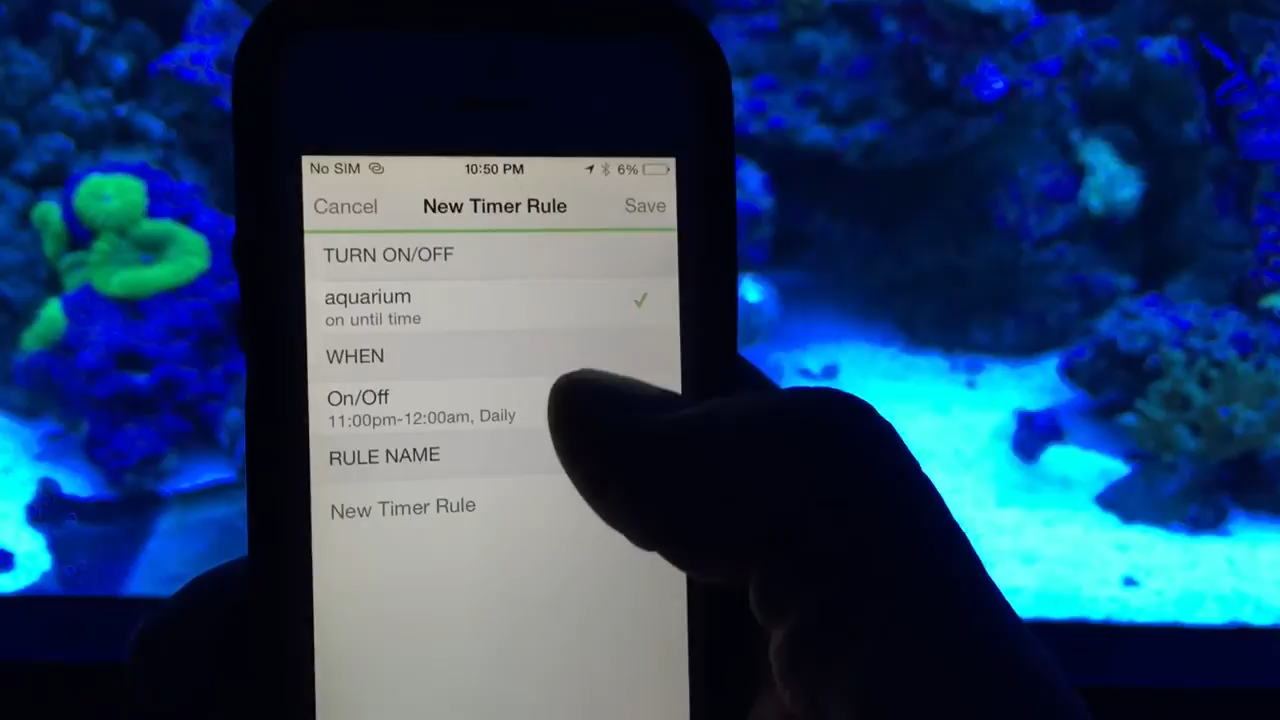 No SIM 10:50 PM 6%
Cancel New Timer Rule Save
TURN ON/OFF
aquarium
on until time
WHEN
On/Off
11:00pm-12:00am, Daily
RULE NAME
New Timer Rule